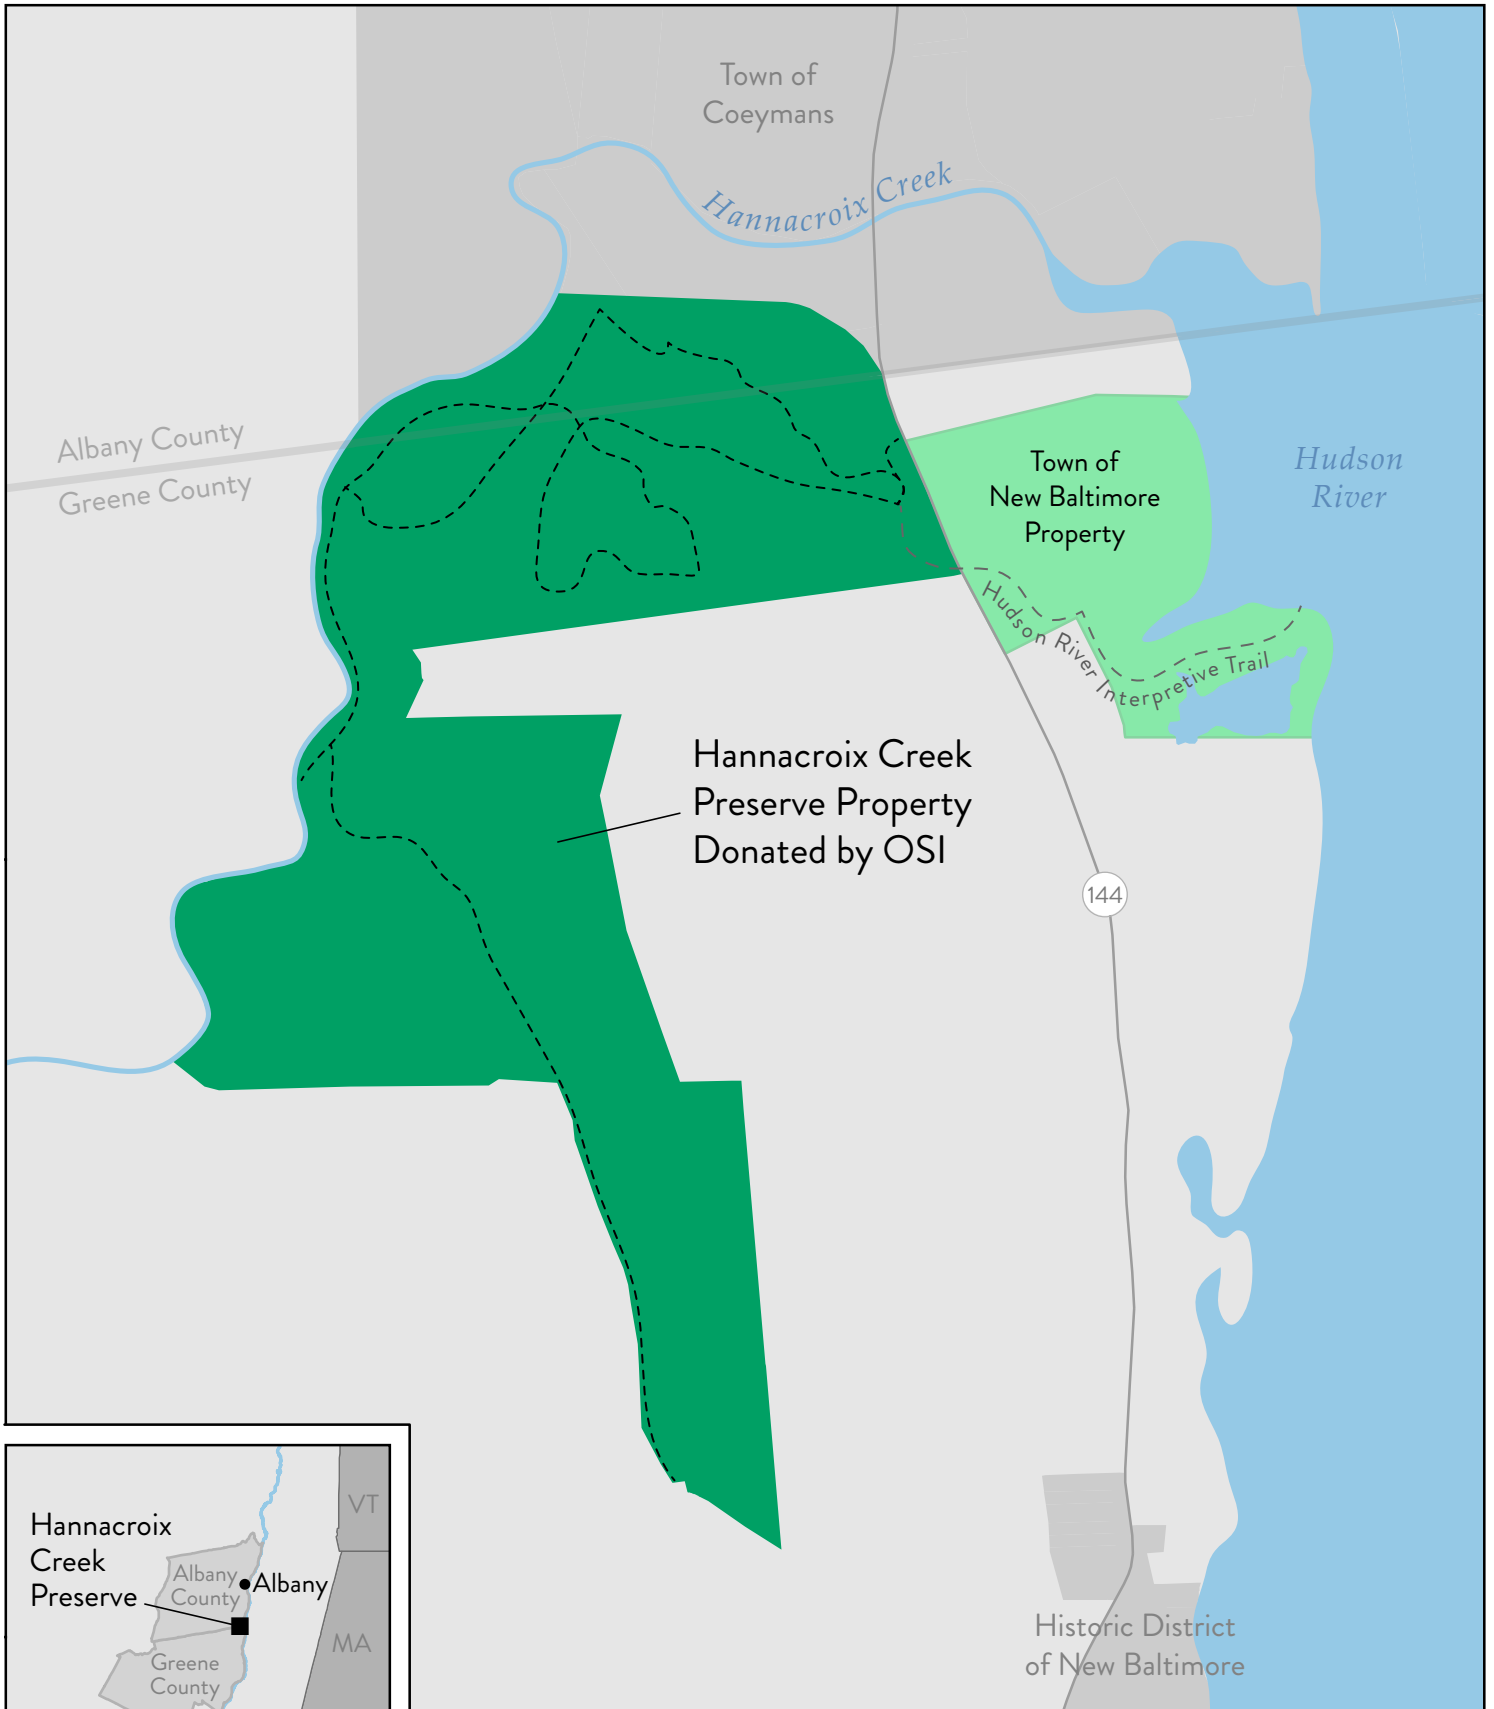 Town of
Coeymans
Hannacroix Creek
Albany County
Greene County
Town of
New Baltimore
Property
Hudson
River
Hudson River Interpretive Trail
Hannacroix Creek
Preserve Property
Donated by OSI
144
Historic District
of New Baltimore
VT
Hannacroix
Creek
Preserve
Albany
County
Albany
MA
Greene
County